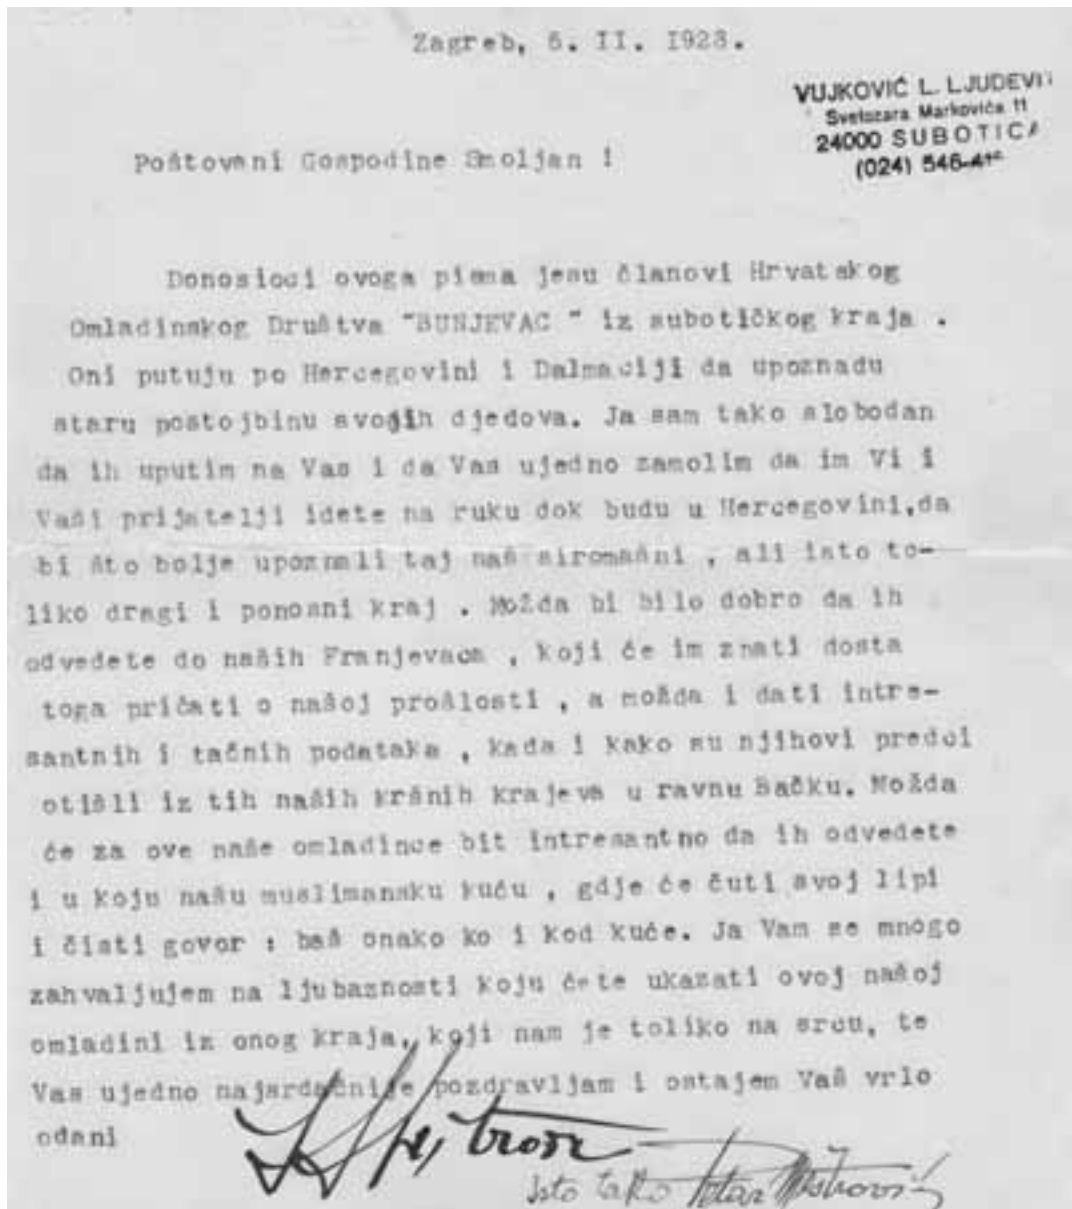 Zagreb, 5. II. 1928.
VUJKOVIĆ L. LJUDEVIT
Svetozara Markovića 11
24000 SUBOTICA
(024) 546-41
Poštovani Gospodine Smoljan !
Donosioci ovoga pisma jesu članovi Hrvatskog
Omladinskog Društva "BUNJEVAC " iz subotičkog kraja .
Oni putuju po Hercegovini i Dalmaciji da upoznadu
staru postojbinu svojih djedova. Ja sam tako slobodan
da ih uputim na Vas i da Vas ujedno zamolim da im Vi i
Vaši prijatelji idete na ruku dok budu u Hercegovini,da
bi što bolje upoznali taj naš siromašni , ali isto to-
liko dragi i ponosni kraj . Možda bi bilo dobro da ih
odvedete do naših Franjevaca , koji će im znati dosta
toga pričati o našoj prošlosti , a možda i dati intre-
santnih i tačnih podataka , kada i kako su njihovi predci
otišli iz tih naših kršnih krajeva u ravnu Bačku. Možda
će za ove naše omladince bit intresantno da ih odvedete
i u koju našu muslimansku kuću , gdje će čuti svoj lipi
i čisti govor : baš onako ko i kod kuće. Ja Vam se mnogo
zahvaljujem na ljubaznosti koju ćete ukazati ovoj našoj
omladini iz onog kraja, koji nam je toliko na srcu, te
Vas ujedno najsrdačnije pozdravljam i ostajem Vaš vrlo
odani
Isto tako Petar Meštrović